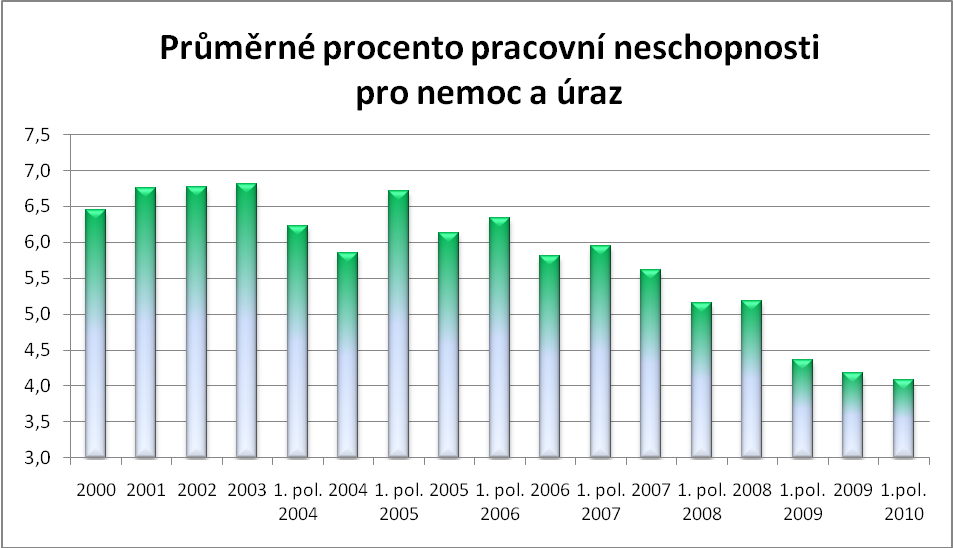 Průměrné procento pracovní neschopnosti
pro nemoc a úraz
7,5
7,0
6,5
6,0
5,5
5,0
4,5
4,0
3,5
3,0
2000 2001 2002 2003 1. pol. 2004 1. pol. 2005 1. pol. 2006 1. pol. 2007 1. pol. 2008 1.pol. 2009 1.pol.
2004 2005 2006 2007 2008 2009 2010